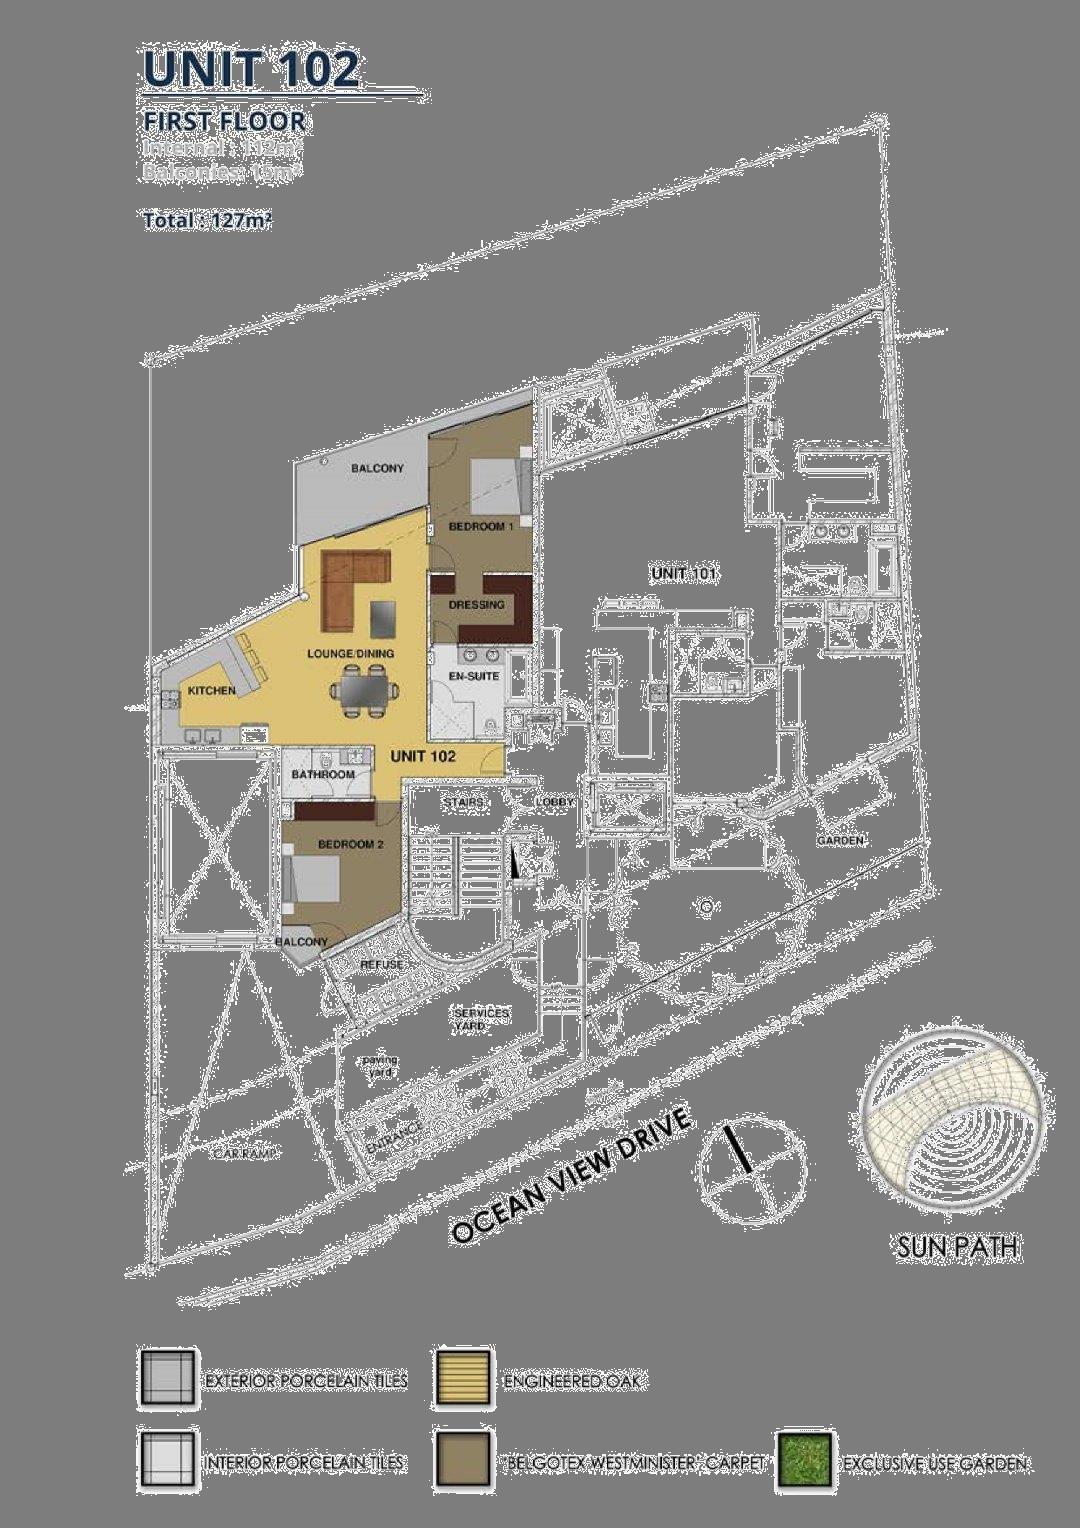 UNIT 102
FIRST FLOOR
Internal : 112m²
Balconies: 15m²
Total : 127m²
BALCONY
BEDROOM 1
UNIT 101
DRESSING
LOUNGE/DINING
EN-SUITE
KITCHEN
UNIT 102
BATHROOM
STAIRS
LOBBY
BEDROOM 2
GARDEN
BALCONY
REFUSE
SERVICES
YARD
paving
yard
ENTRANCE
CAR RAMP
OCEAN VIEW DRIVE
SUN PATH
EXTERIOR PORCELAIN TILES
ENGINEERED OAK
INTERIOR PORCELAIN TILES
'BELGOTEX WESTMINISTER' CARPET
EXCLUSIVE USE GARDEN